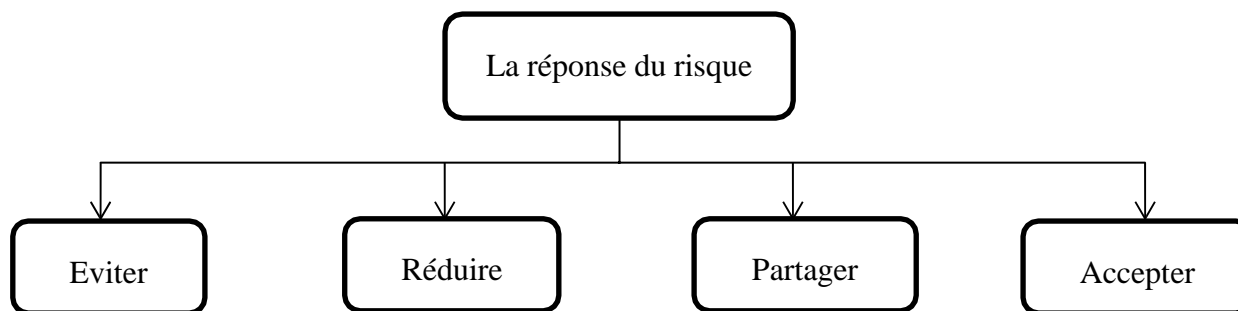 La réponse du risque
Eviter
Réduire
Partager
Accepter